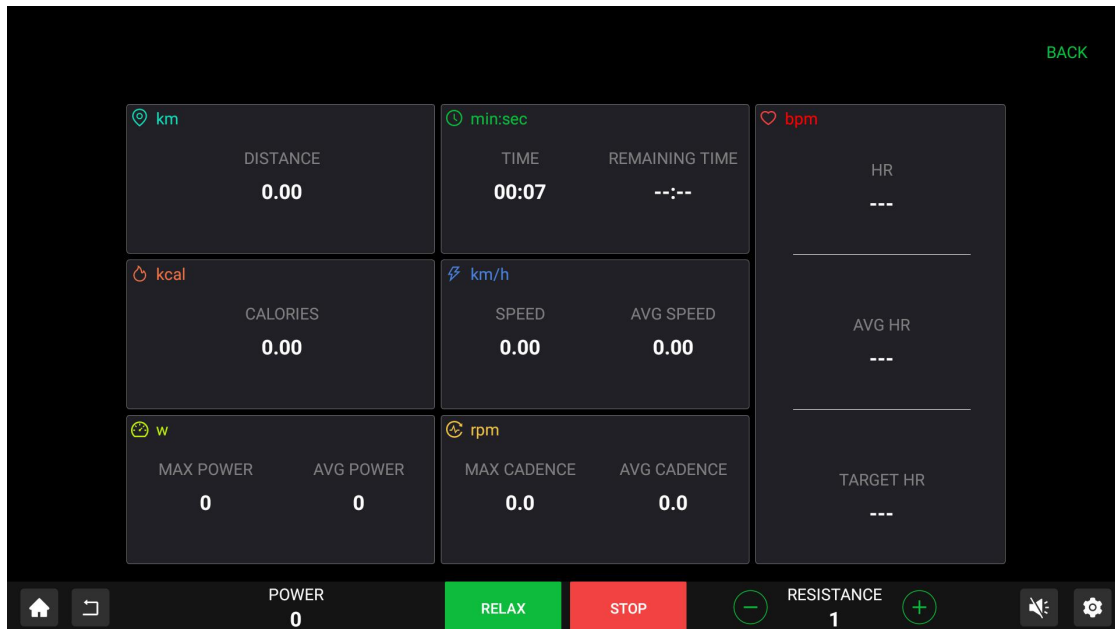 BACK
km
DISTANCE
0.00
min:sec
TIME REMAINING TIME
00:07 --:--
bpm
HR
---
AVG HR
---
TARGET HR
---
kcal
CALORIES
0.00
km/h
SPEED AVG SPEED
0.00 0.00
w
MAX POWER AVG POWER
0 0
rpm
MAX CADENCE AVG CADENCE
0.0 0.0
POWER
0
RELAX
STOP
RESISTANCE
1